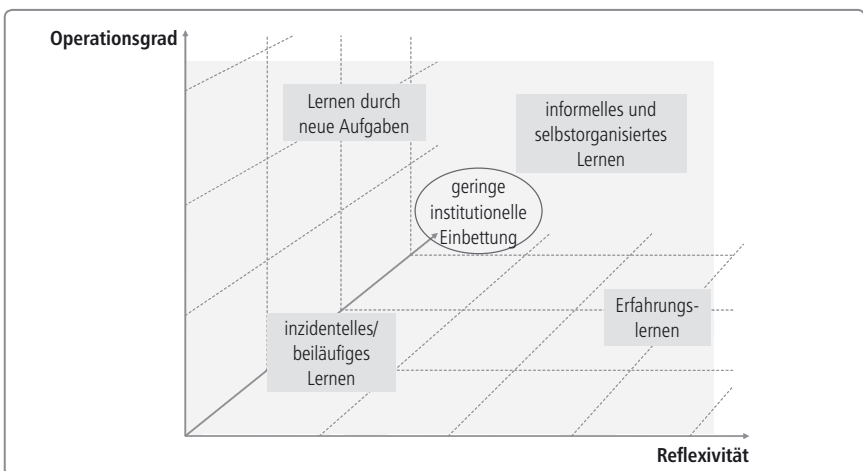 Operationsgrad
Lernen durch
neue Aufgaben
informelles und
selbstorganisiertes
Lernen
geringe
institutionelle
Einbettung
inzidentelles/
beiläufiges
Lernen
Erfahrungs-
lernen
Reflexivität